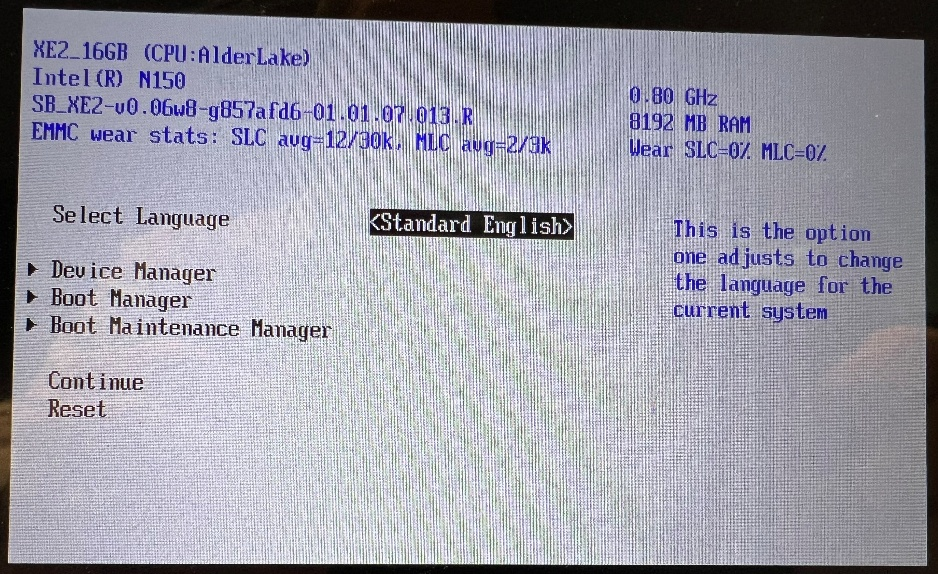 XE2_16GB (CPU:AlderLake)
Intel(R) N150
0.80 GHz
SB_XE2-v0.06w8-g857afd6-01.01.07.013.R
8192 MB RAM
EMMC wear stats: SLC avg=12/30k, MLC avg=2/3k
Wear SLC=0% MLC=0%
Select Language
<Standard English>
This is the option
one adjusts to change
the language for the
current system
Device Manager
Boot Manager
Boot Maintenance Manager
Continue
Reset